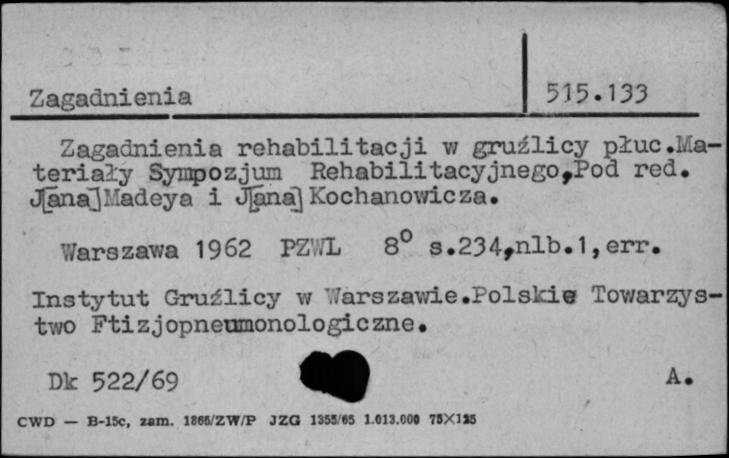 Zagadnienia 515.133
Zagadnienia rehabilitacji w gruźlicy płuc.Ma-
teriały Sympozjum Rehabilitacyjnego,Pod red.
J[ana]Madeya i J[ana] Kochanowicza.
Warszawa 1962 PZWL 8° s.234,nlb.1,err.
Instytut Gruźlicy w Warszawie.Polskie Towarzys-
two Ftizjopneumonologiczne.
Dk 522/69 A.
CWD — B-15c, zam. 1866/ZW/P JZG 1355/65 1.013.000 75X125